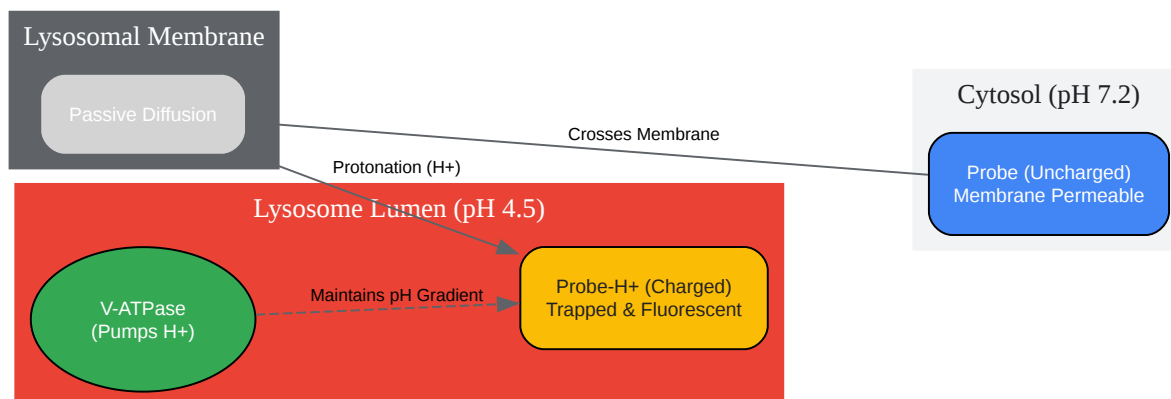 Lysosomal Membrane
Passive Diffusion
Cytosol (pH 7.2)
Crosses Membrane
Probe (Uncharged)
Membrane Permeable
Protonation (H+)
Lysosome Lumen (pH 4.5)
V-ATPase
(Pumps H+)
Maintains pH Gradient
Probe-H+ (Charged)
Trapped & Fluorescent